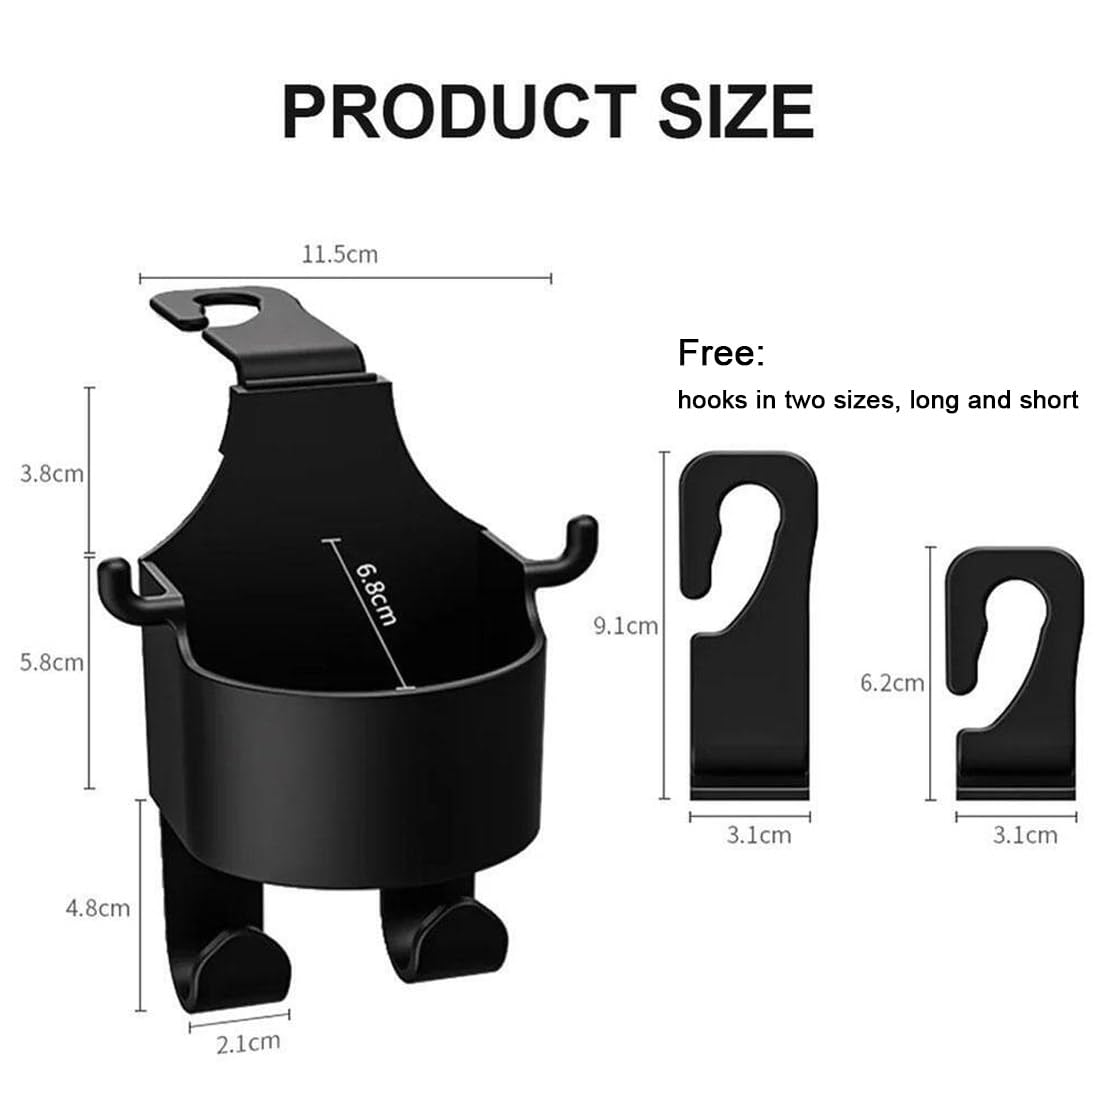 PRODUCT SIZE
11.5cm
Free:
hooks in two sizes, long and short
3.8cm
6.8cm
9.1cm
5.8cm
6.2cm
3.1cm
3.1cm
4.8cm
2.1cm